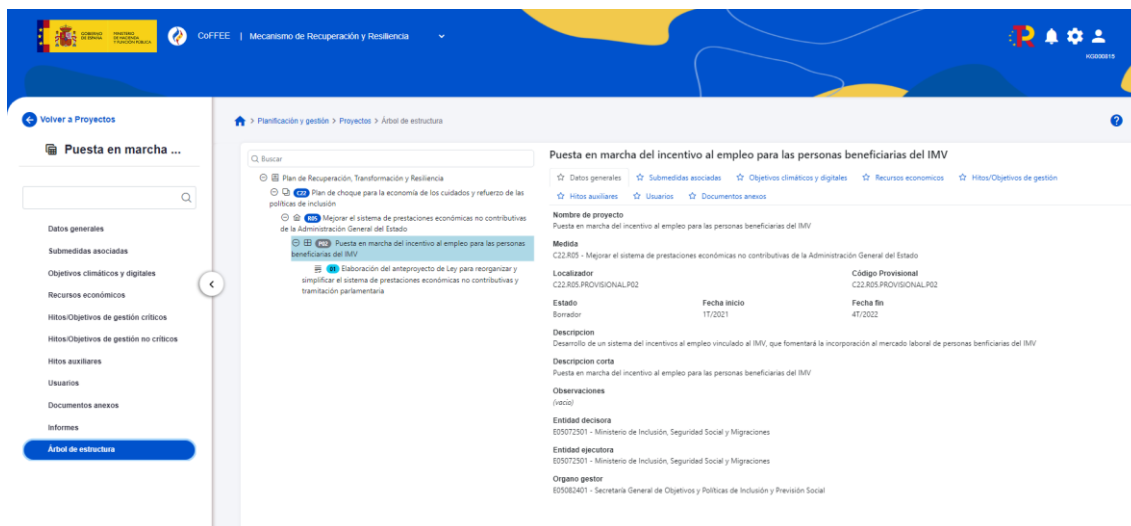 GOBIERNO DE ESPAÑA
MINISTERIO DE HACIENDA Y FUNCIÓN PÚBLICA
CoFFEE | Mecanismo de Recuperación y Resiliencia
KG000815
Volver a Proyectos
Puesta en marcha ...
Datos generales
Submedidas asociadas
Objetivos climáticos y digitales
Recursos económicos
Hitos/Objetivos de gestión críticos
Hitos/Objetivos de gestión no críticos
Hitos auxiliares
Usuarios
Documentos anexos
Informes
Árbol de estructura
> Planificación y gestión > Proyectos > Árbol de estructura
Buscar
Plan de Recuperación, Transformación y Resiliencia
C22 Plan de choque para la economía de los cuidados y refuerzo de las
políticas de inclusión
R05 Mejorar el sistema de prestaciones económicas no contributivas
de la Administración General del Estado
P02 Puesta en marcha del incentivo al empleo para las personas
beneficiarias del IMV
01 Elaboración del anteproyecto de Ley para reorganizar y
simplificar el sistema de prestaciones económicas no contributivas y
tramitación parlamentaria
Puesta en marcha del incentivo al empleo para las personas beneficiarias del IMV
Datos generales Submedidas asociadas Objetivos climáticos y digitales Recursos economicos Hitos/Objetivos de gestión
Hitos auxiliares Usuarios Documentos anexos
Nombre de proyecto
Puesta en marcha del incentivo al empleo para las personas beneficiarias del IMV
Medida
C22.R05 - Mejorar el sistema de prestaciones económicas no contributivas de la Administración General del Estado
Localizador Código Provisional
C22.R05.PROVISIONAL.P02 C22.R05.PROVISIONAL.P02
Estado Fecha inicio Fecha fin
Borrador 1T/2021 4T/2022
Descripcion
Desarrollo de un sistema del incentivos al empleo vinculado al IMV, que fomentará la incorporación al mercado laboral de personas benficiarias del IMV
Descripcion corta
Puesta en marcha del incentivo al empleo para las personas beneficiarias del IMV
Observaciones
(vacío)
Entidad decisora
E05072501 - Ministerio de Inclusión, Seguridad Social y Migraciones
Entidad ejecutora
E05072501 - Ministerio de Inclusión, Seguridad Social y Migraciones
Organo gestor
E05082401 - Secretaría General de Objetivos y Políticas de Inclusión y Previsión Social